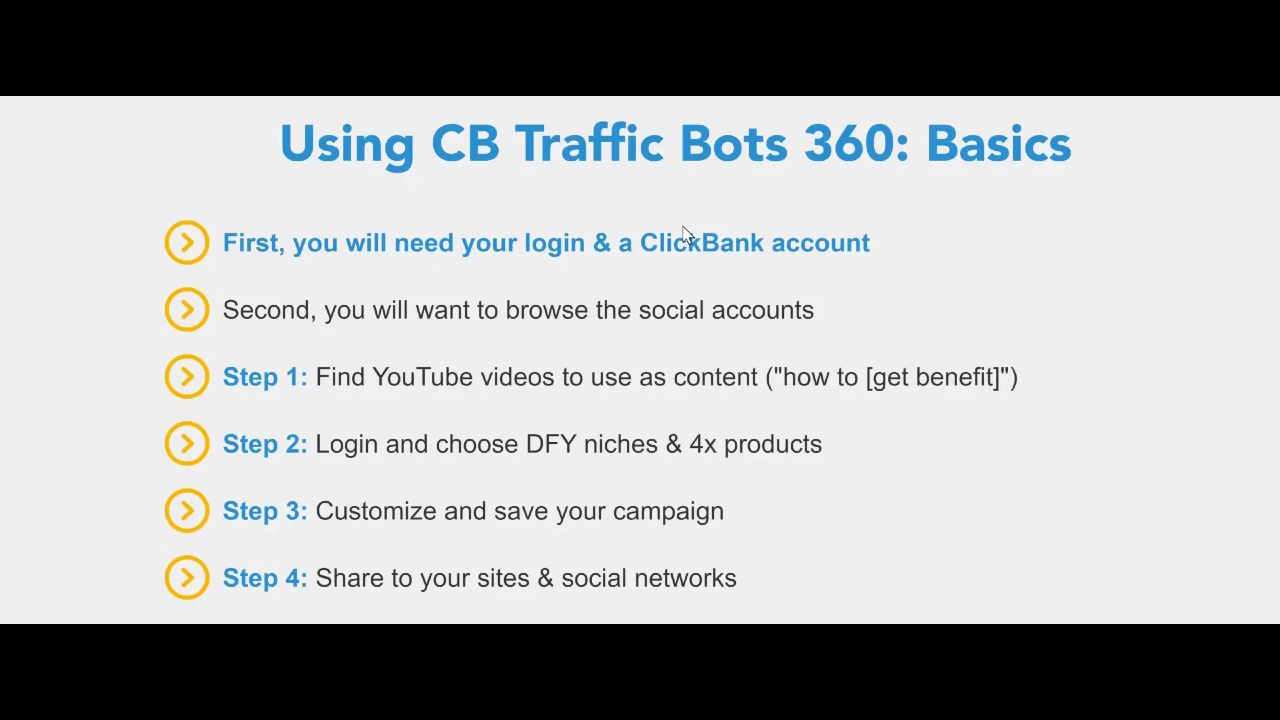 Using CB Traffic Bots 360: Basics
First, you will need your login & a ClickBank account
Second, you will want to browse the social accounts
Step 1: Find YouTube videos to use as content ("how to [get benefit]")
Step 2: Login and choose DFY niches & 4x products
Step 3: Customize and save your campaign
Step 4: Share to your sites & social networks